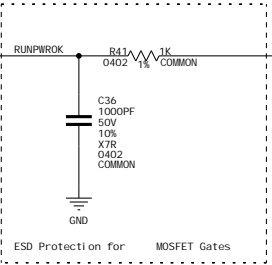 RUNPWROK
R41 1K
0402 1% COMMON
C36
1000PF
50V
10%
X7R
0402
COMMON
GND
ESD Protection for MOSFET Gates